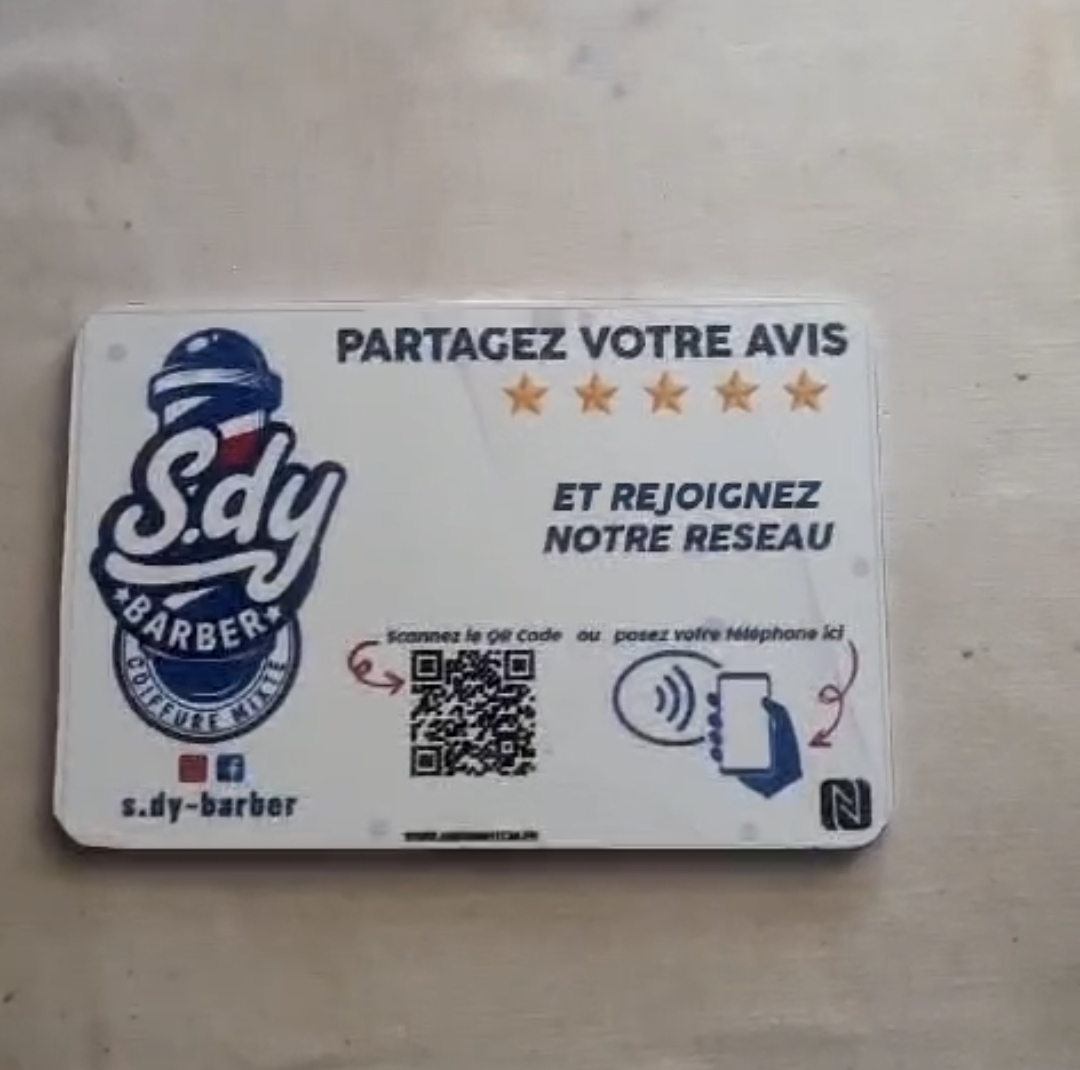 PARTAGEZ VOTRE AVIS
ET REJOIGNEZ
NOTRE RESEAU
S.dy
BARBER
COIFFURE MIXTE
Scannez le QR Code ou posez votre téléphone ici
s.dy-barber